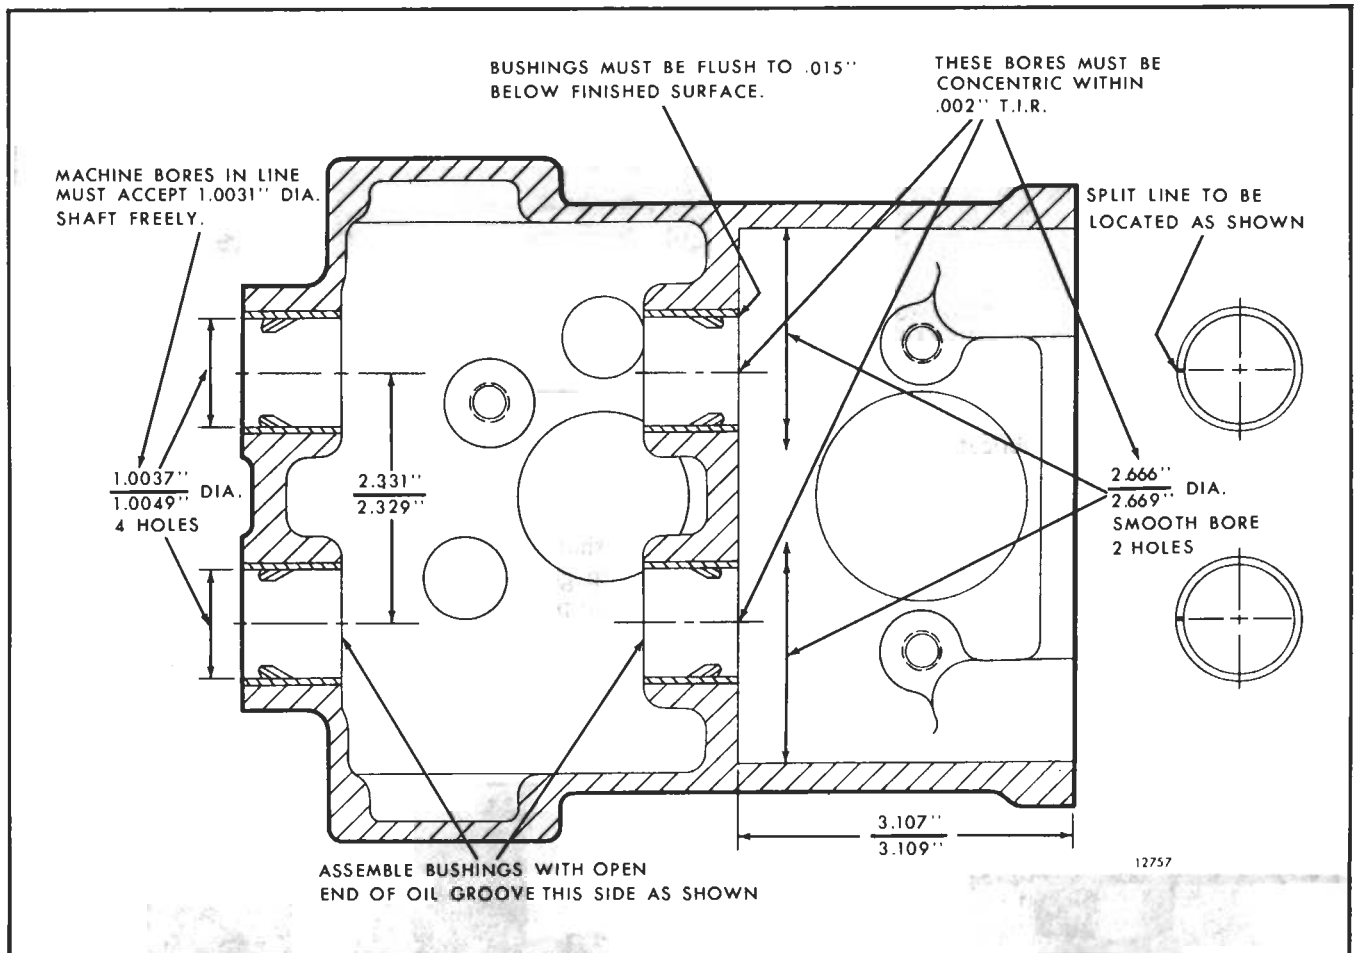 BUSHINGS MUST BE FLUSH TO .015''
BELOW FINISHED SURFACE.
THESE BORES MUST BE
CONCENTRIC WITHIN
.002'' T.I.R.
MACHINE BORES IN LINE
MUST ACCEPT 1.0031'' DIA.
SHAFT FREELY.
SPLIT LINE TO BE
LOCATED AS SHOWN
1.0037''
1.0049'' DIA.
4 HOLES
2.331''
2.329''
2.666''
2.669'' DIA.
SMOOTH BORE
2 HOLES
3.107''
3.109''
12757
ASSEMBLE BUSHINGS WITH OPEN
END OF OIL GROOVE THIS SIDE AS SHOWN